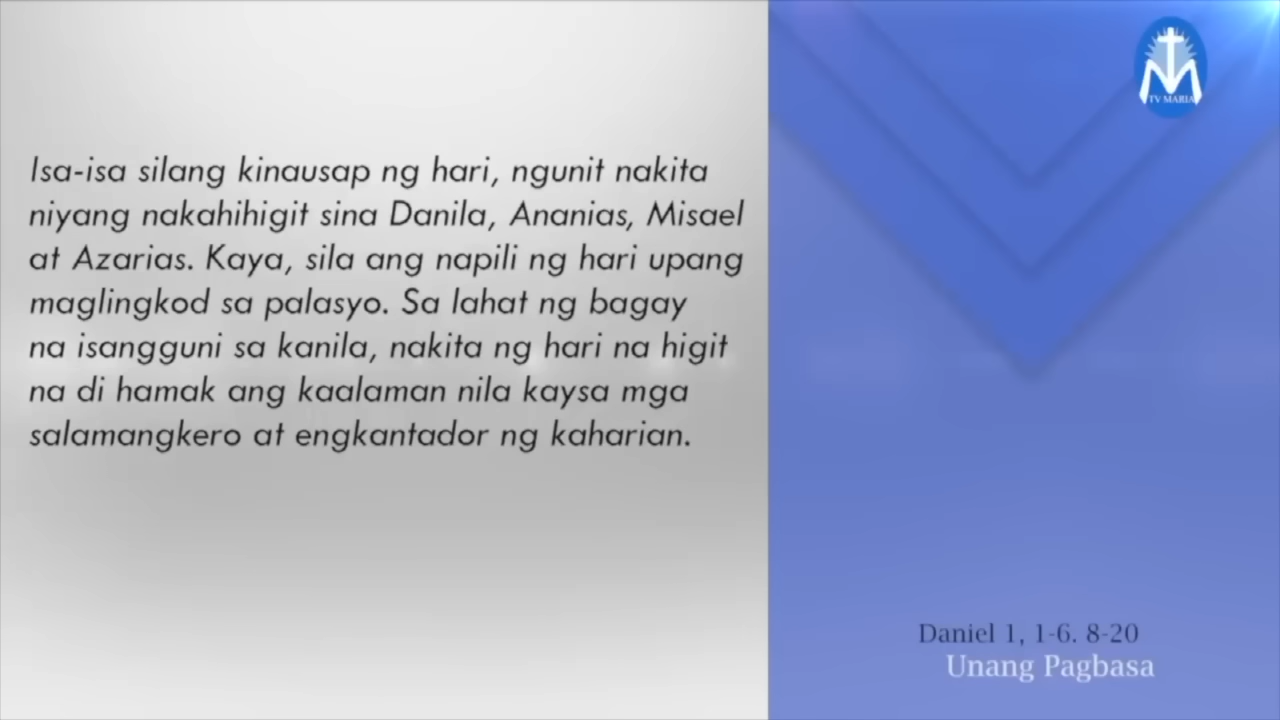 Isa-isa silang kinausap ng hari, ngunit nakita
niyang nakahihigit sina Danila, Ananias, Misael
at Azarias. Kaya, sila ang napili ng hari upang
maglingkod sa palasyo. Sa lahat ng bagay
na isangguni sa kanila, nakita ng hari na higit
na di hamak ang kaalaman nila kaysa mga
salamangkero at engkantador ng kaharian.
TV MARIA
Daniel 1, 1-6. 8-20
Unang Pagbasa